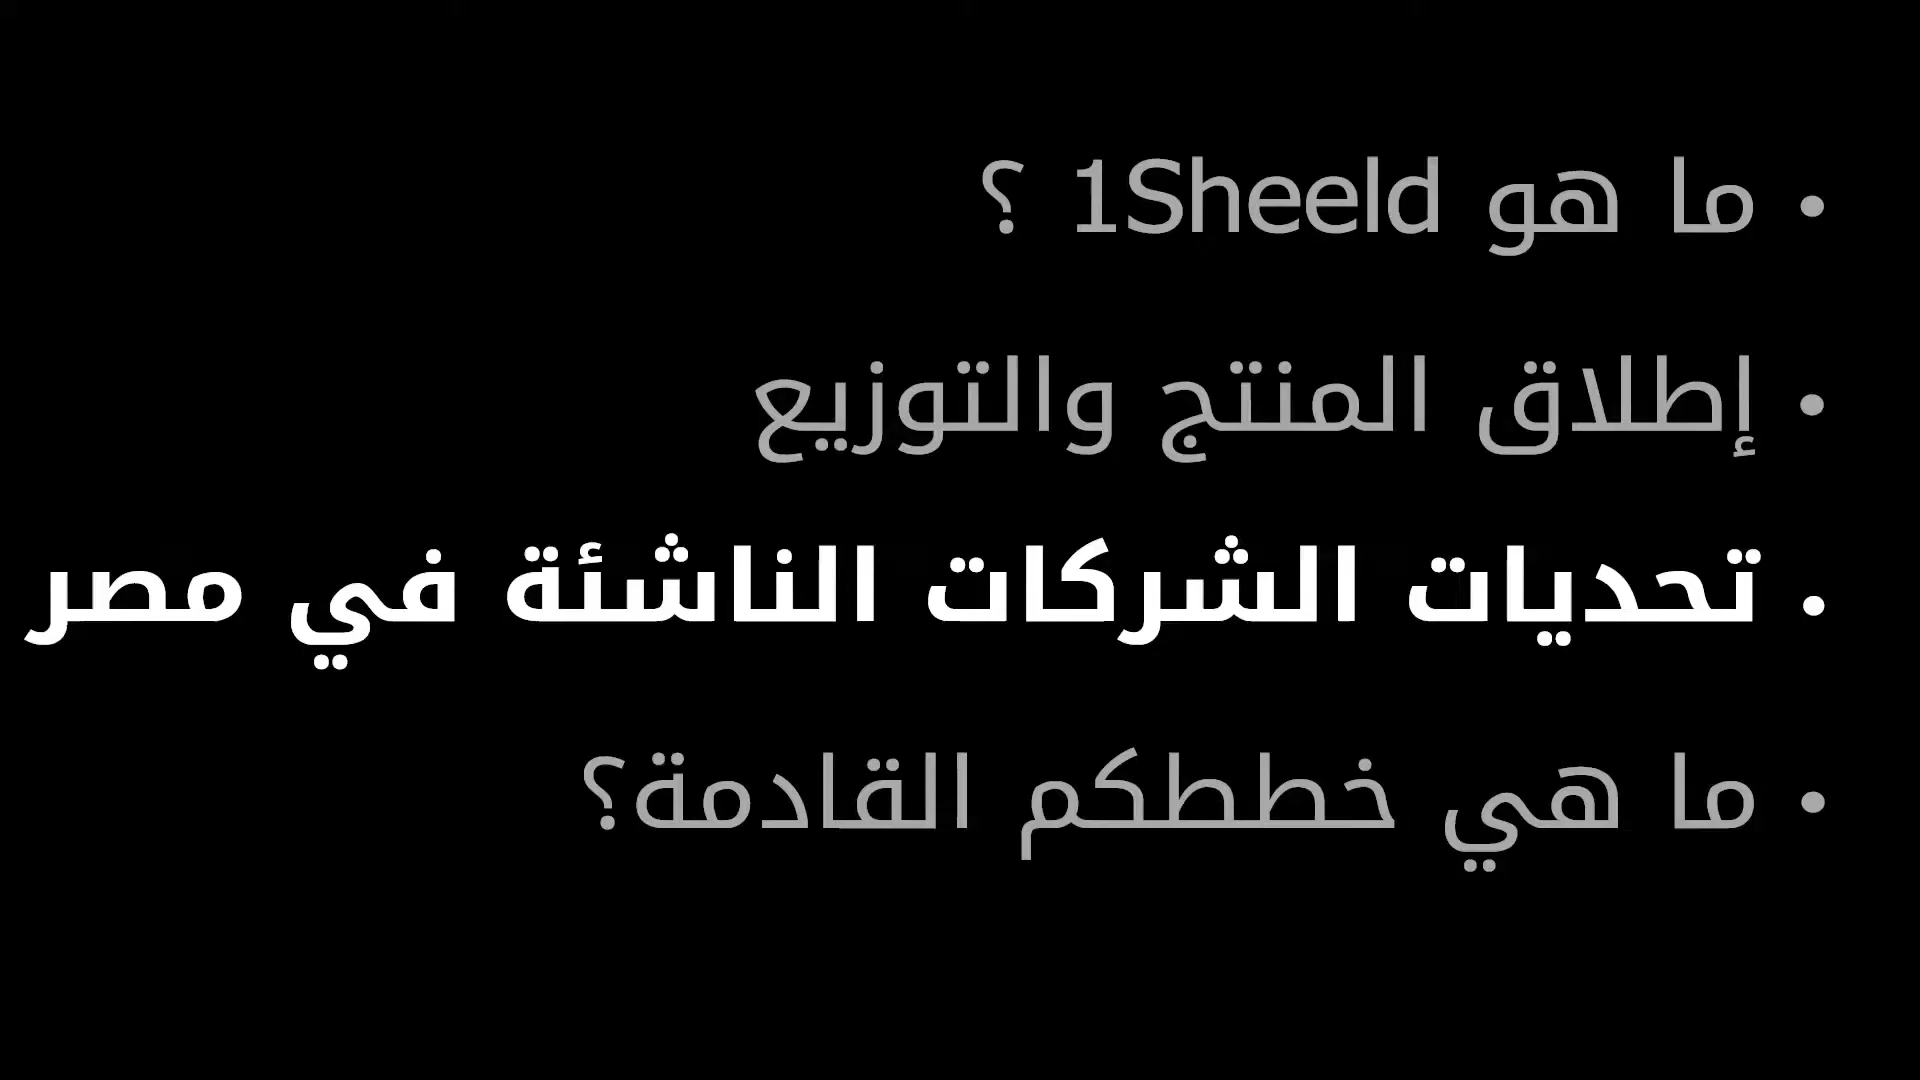 • ما هو 1Sheeld ؟
• إطلاق المنتج والتوزيع
• تحديات الشركات الناشئة في مصر
• ما هي خططكم القادمة؟